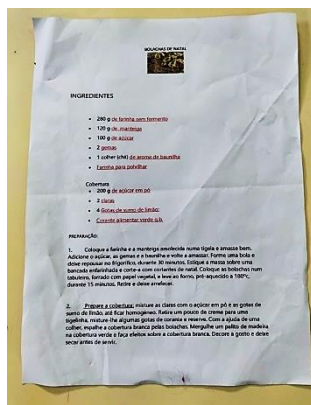 BOLACHAS DE NATAL
INGREDIENTES
280 g de farinha sem fermento
120 g de manteiga
100 g de açúcar
2 gemas
1 colher (chá) de aroma de baunilha
Farinha para polvilhar
Cobertura
200 g de açúcar em pó
2 claras
4 Gotas de sumo de limão;
Corante alimentar verde q.b.
PREPARAÇÃO:
1. Coloque a farinha e a manteiga amolecida numa tigela e amasse bem.
Adicione o açúcar, as gemas e a baunilha e volte a amassar. Forme uma bola e
deixe repousar no frigorífico, durante 30 minutos. Estique a massa sobre uma
bancada enfarinhada e corte-a com cortantes de natal. Coloque as bolachas num
tabuleiro, forrado com papel vegetal, e leve ao forno, pré-aquecido a 180ºc,
durante 15 minutos. Retire e deixe arrefecer.
2. Prepare a cobertura: misture as claras com o açúcar em pó e as gotas de
sumo de limão, até ficar homogéneo. Retire um pouco de creme para uma
tigelinha, misture-lhe algumas gotas de corante e reserve. Com a ajuda de uma
colher, espalhe a cobertura branca pelas bolachas. Mergulhe um palito de madeira
na cobertura verde e faça efeitos sobre a cobertura branca. Decore a gosto e deixe
secar antes de servir.